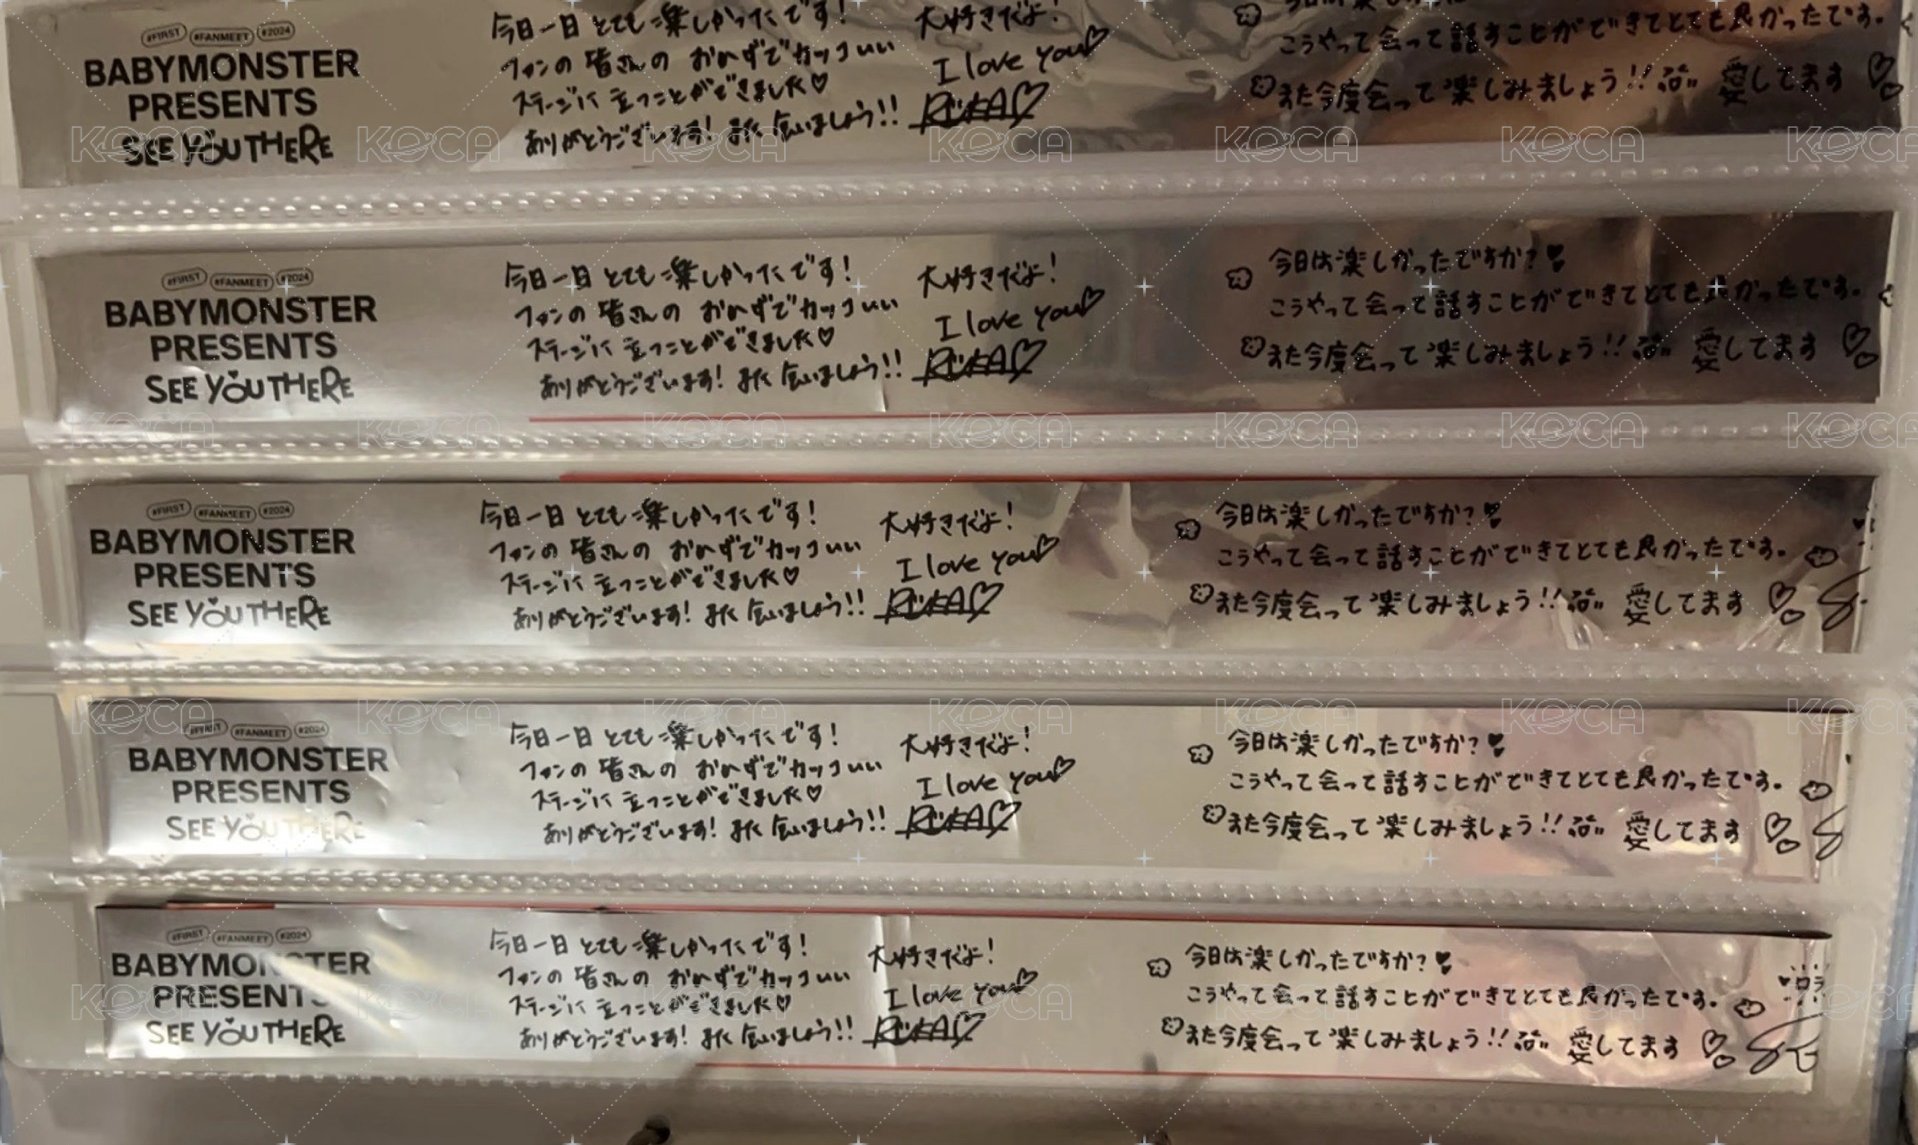 #FIRST #FANMEET #2024
BABYMONSTER
PRESENTS
SEE YOU THERE
今日一日とても楽しかったです!
ファンの皆さんのおかげでカッコいい
ステージに立つことができました♡
ありがとうございます! また会いましょう!!
大好きだよ!
I love you♡
RUKA♡
こうやって会って話すことができてとても良かったです。
また今度会って楽しみましょう!! 愛してます
#FIRST #FANMEET #2024
BABYMONSTER
PRESENTS
SEE YOU THERE
今日一日とても楽しかったです!
ファンの皆さんのおかげでカッコいい
ステージに立つことができました♡
ありがとうございます! また会いましょう!!
大好きだよ!
I love you♡
RUKA♡
今日は楽しかったですか?
こうやって会って話すことができてとても良かったです。
また今度会って楽しみましょう!! 愛してます
#FIRST #FANMEET #2024
BABYMONSTER
PRESENTS
SEE YOU THERE
今日一日とても楽しかったです!
ファンの皆さんのおかげでカッコいい
ステージに立つことができました♡
ありがとうございます! また会いましょう!!
大好きだよ!
I love you♡
RUKA♡
今日は楽しかったですか?
こうやって会って話すことができてとても良かったです。
また今度会って楽しみましょう!! 愛してます
#FIRST #FANMEET #2024
BABYMONSTER
PRESENTS
SEE YOU THERE
今日一日とても楽しかったです!
ファンの皆さんのおかげでカッコいい
ステージに立つことができました♡
ありがとうございます! また会いましょう!!
大好きだよ!
I love you♡
RUKA♡
今日は楽しかったですか?
こうやって会って話すことができてとても良かったです。
また今度会って楽しみましょう!! 愛してます
#FIRST #FANMEET #2024
BABYMONSTER
PRESENTS
SEE YOU THERE
今日一日とても楽しかったです!
ファンの皆さんのおかげでカッコいい
ステージに立つことができました♡
ありがとうございます! また会いましょう!!
大好きだよ!
I love you♡
RUKA♡
今日は楽しかったですか?
こうやって会って話すことができてとても良かったです。
また今度会って楽しみましょう!! 愛してます
KOCA